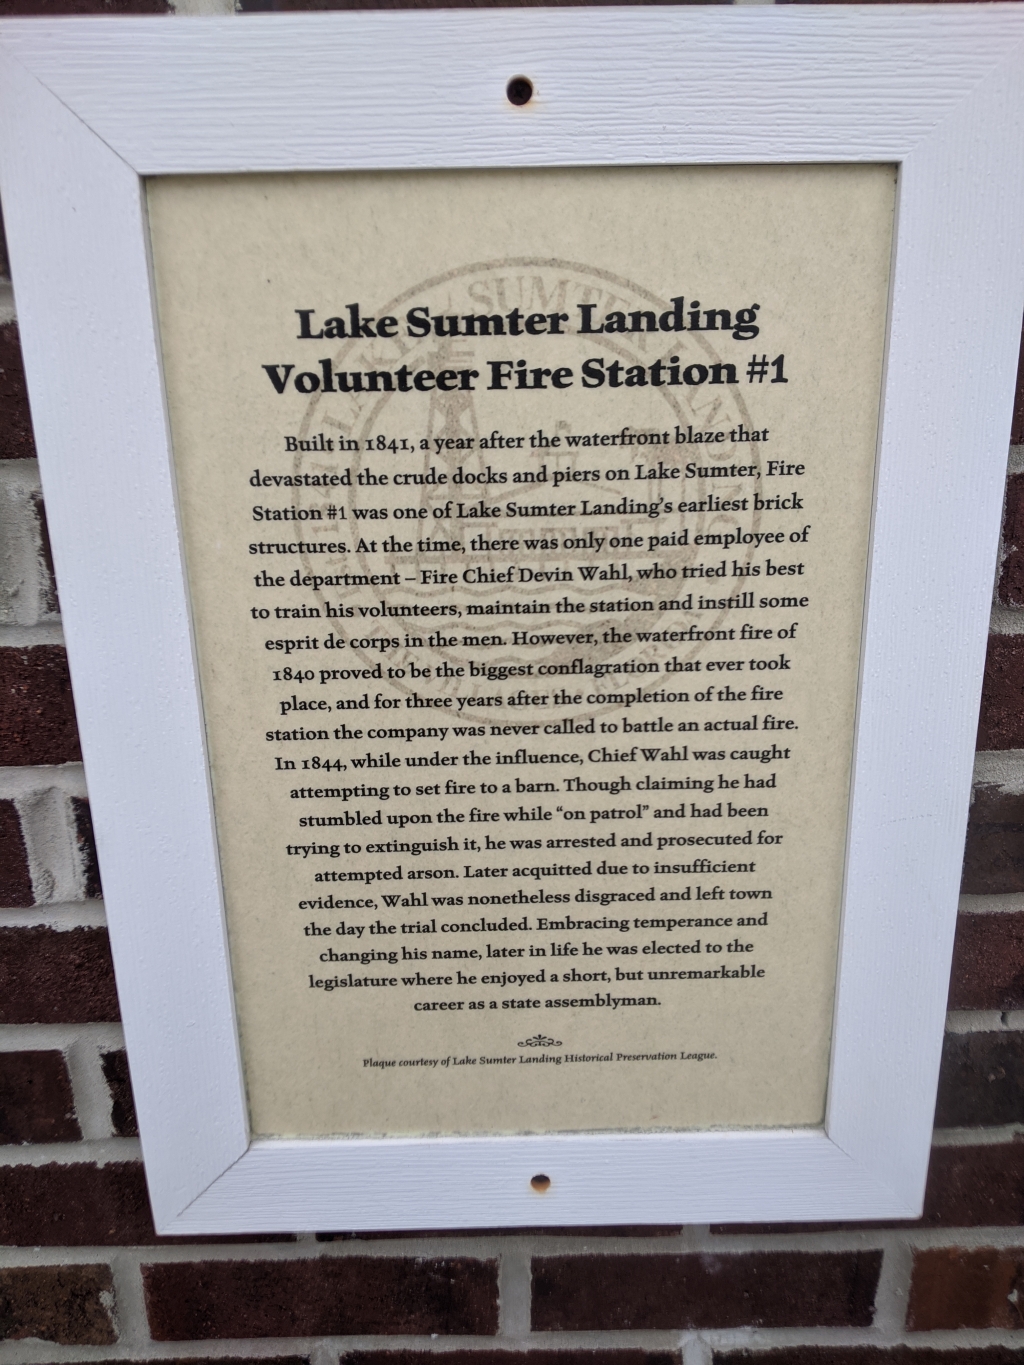 Lake Sumter Landing
Volunteer Fire Station #1
Built in 1841, a year after the waterfront blaze that
devastated the crude docks and piers on Lake Sumter, Fire
Station #1 was one of Lake Sumter Landing's earliest brick
structures. At the time, there was only one paid employee of
the department – Fire Chief Devin Wahl, who tried his best
to train his volunteers, maintain the station and instill some
esprit de corps in the men. However, the waterfront fire of
1840 proved to be the biggest conflagration that ever took
place, and for three years after the completion of the fire
station the company was never called to battle an actual fire.
In 1844, while under the influence, Chief Wahl was caught
attempting to set fire to a barn. Though claiming he had
stumbled upon the fire while “on patrol” and had been
trying to extinguish it, he was arrested and prosecuted for
attempted arson. Later acquitted due to insufficient
evidence, Wahl was nonetheless disgraced and left town
the day the trial concluded. Embracing temperance and
changing his name, later in life he was elected to the
legislature where he enjoyed a short, but unremarkable
career as a state assemblyman.
Plaque courtesy of Lake Sumter Landing Historical Preservation League.